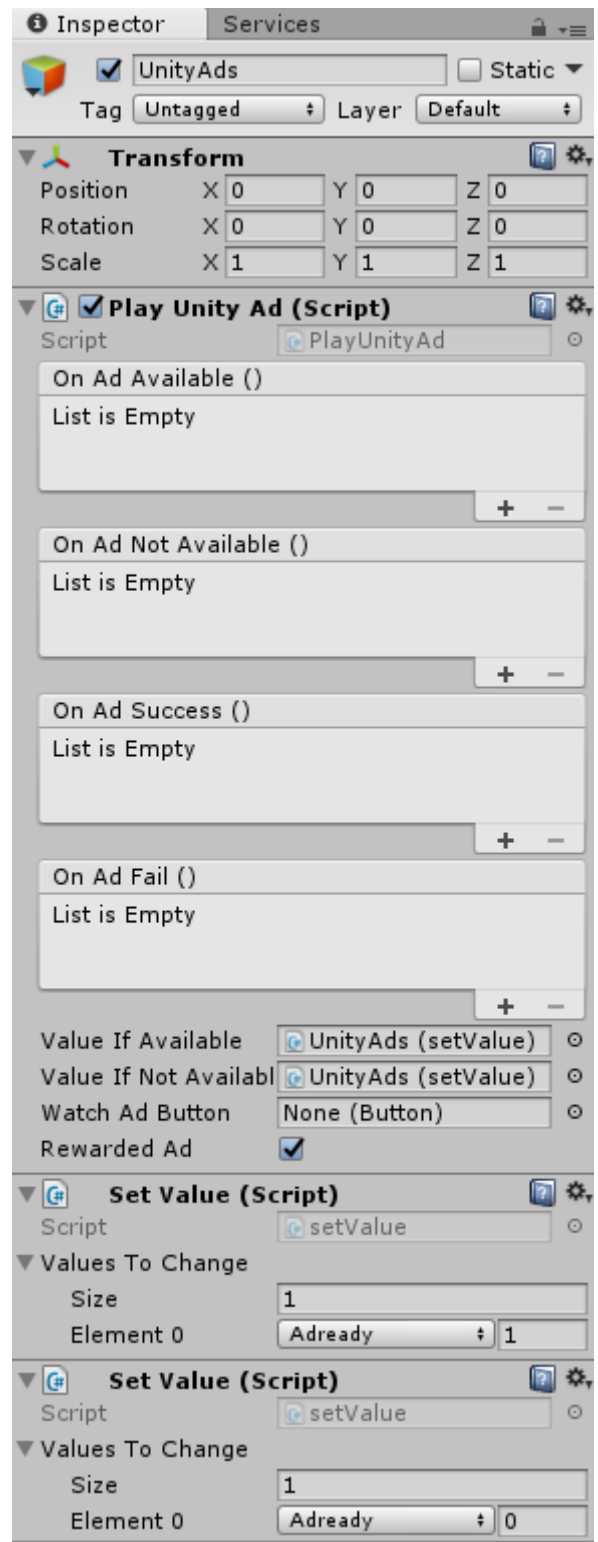 Inspector Services
UnityAds Static
Tag Untagged Layer Default
Transform
Position X 0 Y 0 Z 0
Rotation X 0 Y 0 Z 0
Scale X 1 Y 1 Z 1
Play Unity Ad (Script)
Script PlayUnityAd
On Ad Available ()
List is Empty
+ −
On Ad Not Available ()
List is Empty
+ −
On Ad Success ()
List is Empty
+ −
On Ad Fail ()
List is Empty
+ −
Value If Available UnityAds (setValue)
Value If Not Availabl UnityAds (setValue)
Watch Ad Button None (Button)
Rewarded Ad
Set Value (Script)
Script setValue
Values To Change
Size 1
Element 0 Adready 1
Set Value (Script)
Script setValue
Values To Change
Size 1
Element 0 Adready 0